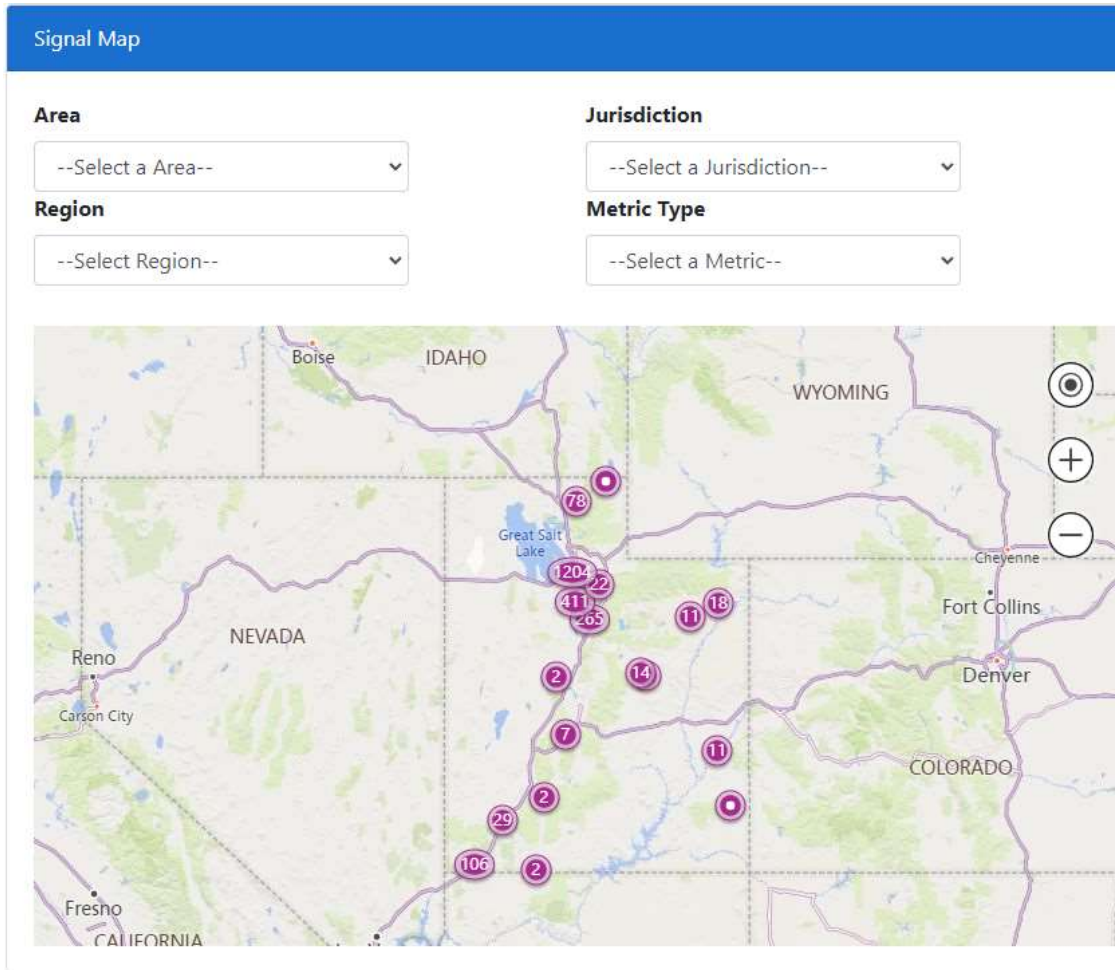 Signal Map
Area
Jurisdiction
--Select a Area--
--Select a Jurisdiction--
Region
Metric Type
--Select Region--
--Select a Metric--
Boise
IDAHO
WYOMING
78
Great Salt
Lake
1204
22
Cheyenne
411
265
11
18
Fort Collins
NEVADA
Reno
2
14
Denver
Carson City
7
11
COLORADO
2
29
106
2
Fresno
CALIFORNIA